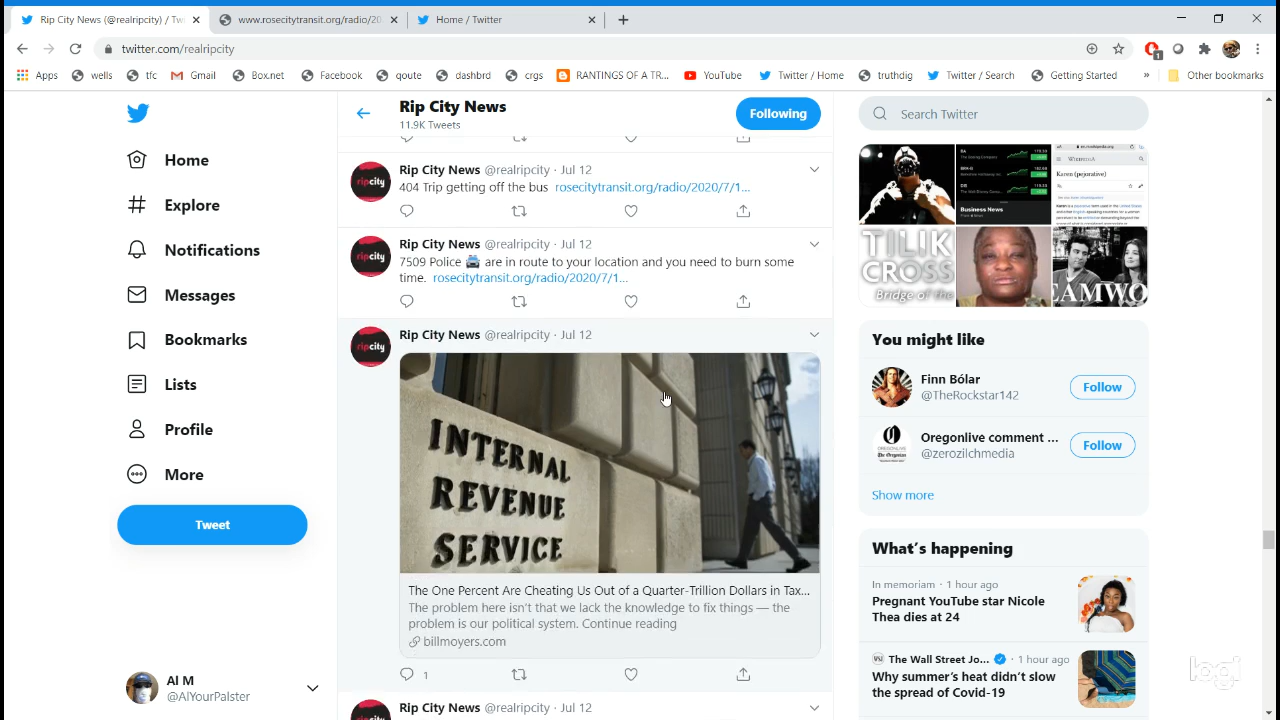 Rip City News (@realripcity) / Twi
www.rosecitytransit.org/radio/20
Home / Twitter
twitter.com/realripcity
1
Apps
wells
tfc
Gmail
Box.net
Facebook
qoute
dashbrd
crgs
RANTINGS OF A TR...
YouTube
Twitter / Home
truthdig
Twitter / Search
Getting Started
»
Other bookmarks
Home
Explore
Notifications
Messages
Bookmarks
Lists
Profile
More
Tweet
Al M
@AlYourPalster
Rip City News
11.9K Tweets
Following
ripcity
Rip City News @realripcity · Jul 12
404 Trip getting off the bus rosecitytransit.org/radio/2020/7/1...
ripcity
Rip City News @realripcity · Jul 12
7539 Police 🚔 are in route to your location and you need to burn some
time. rosecitytransit.org/radio/2020/7/1...
ripcity
Rip City News @realripcity · Jul 12
INTERNAL
REVENUE
SERVICE
The One Percent Are Cheating Us Out of a Quarter-Trillion Dollars in Tax...
The problem here isn't that we lack the knowledge to fix things — the
problem is our political system. Continue reading
billmoyers.com
1
Rip City News @realripcity · Jul 12
Search Twitter
Business News
Karen (pejorative)
TILIK
CROSS
Bridge of the
EAMWO
You might like
Finn Bólar
@TheRockstar142
Follow
Oregonlive comment ...
@zerozilchmedia
Follow
Show more
What's happening
In memoriam · 1 hour ago
Pregnant YouTube star Nicole
Thea dies at 24
The Wall Street Jo... · 1 hour ago
Why summer's heat didn't slow
the spread of Covid-19
logi